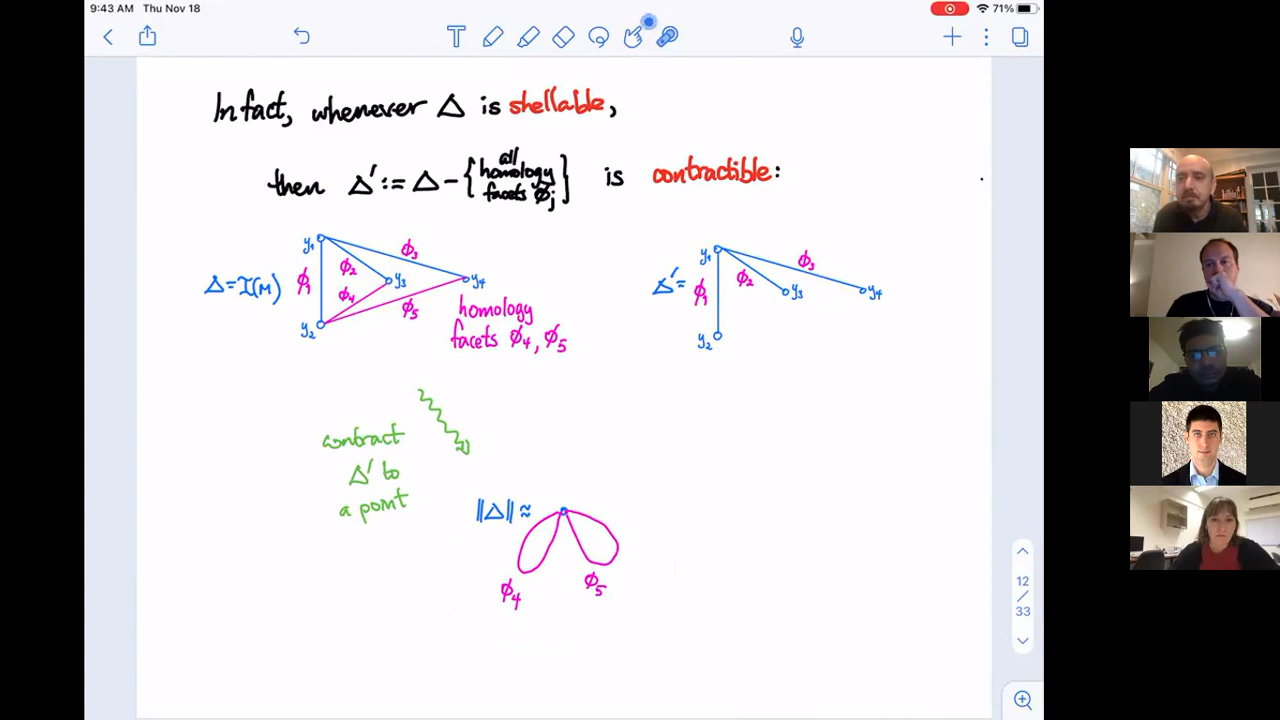 9:43 AM Thu Nov 18
71%
In fact, whenever Δ is shellable,
then Δ' := Δ - { all homology facets ϕj } is contractible:
Δ = I(M)
y1
ϕ3
ϕ2
ϕ1
y3
y4
ϕ4
ϕ5
y2
homology
facets ϕ4, ϕ5
Δ' =
y1
ϕ3
ϕ2
ϕ1
y3
y4
y2
contract
Δ' to
a point
‖Δ‖ ≈
ϕ4
ϕ5
12
/
33